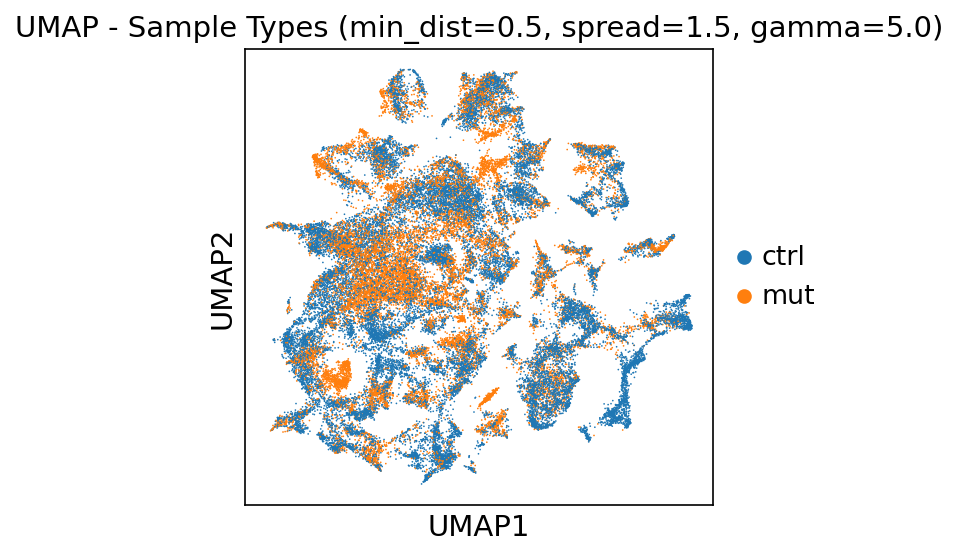 UMAP - Sample Types (min_dist=0.5, spread=1.5, gamma=5.0)
UMAP2
ctrl
mut
UMAP1